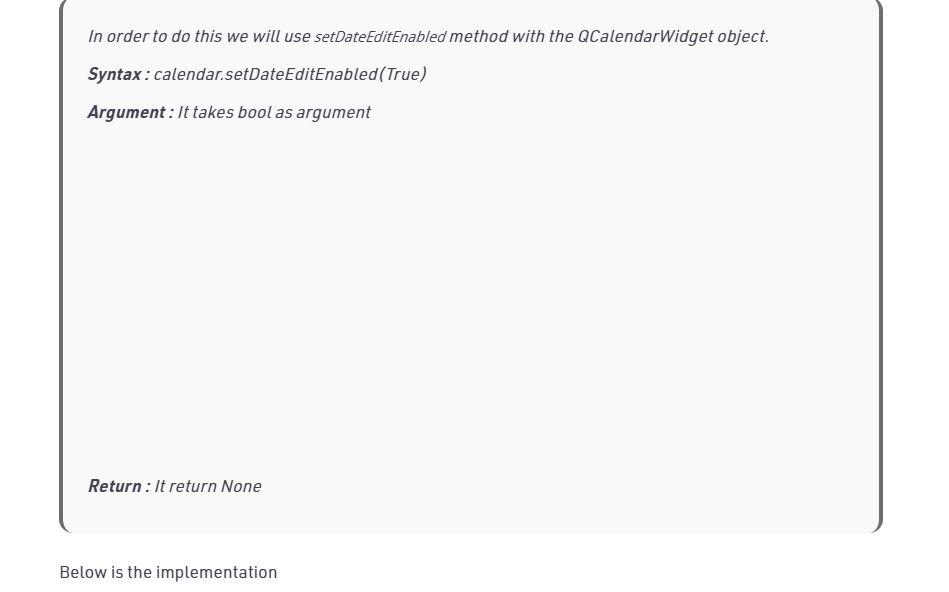 In order to do this we will use setDateEditEnabled method with the QCalendarWidget object.
Syntax : calendar.setDateEditEnabled(True)
Argument : It takes bool as argument
Return : It return None
Below is the implementation